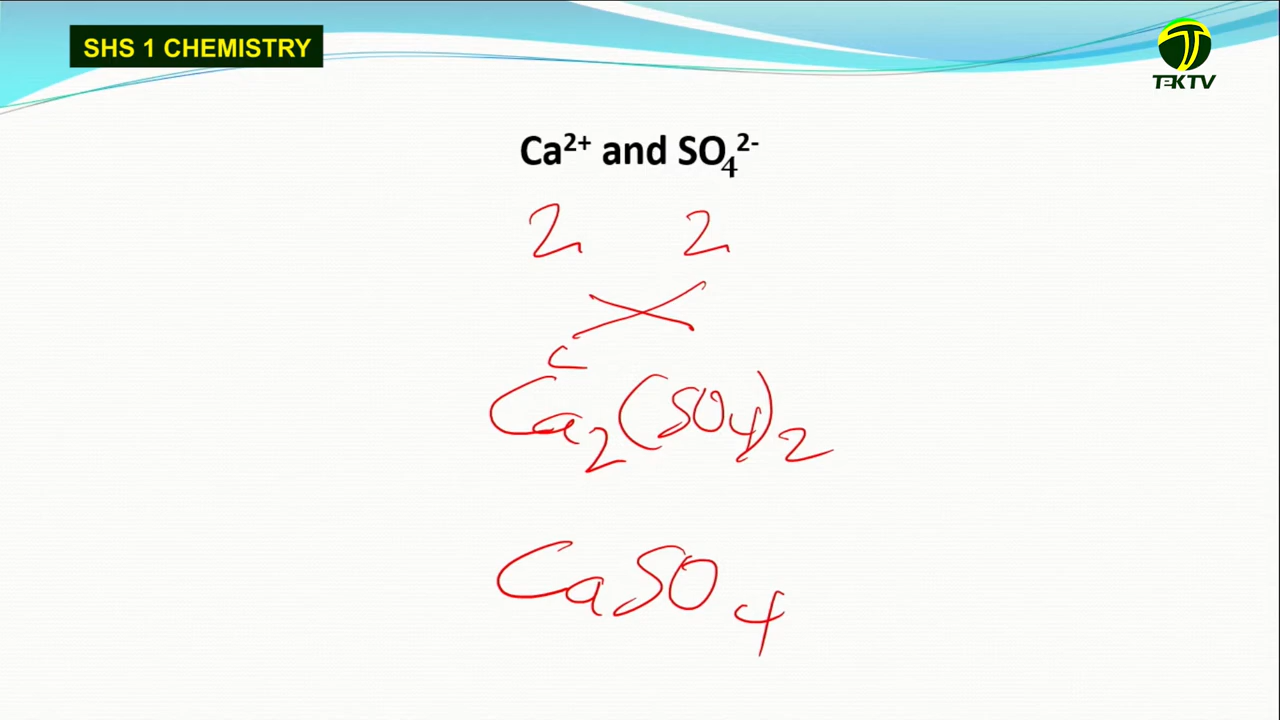 SHS 1 CHEMISTRY
TEKTV
Ca²⁺ and SO₄²⁻
2 2
C
Ca₂(SO₄)₂
CaSO₄